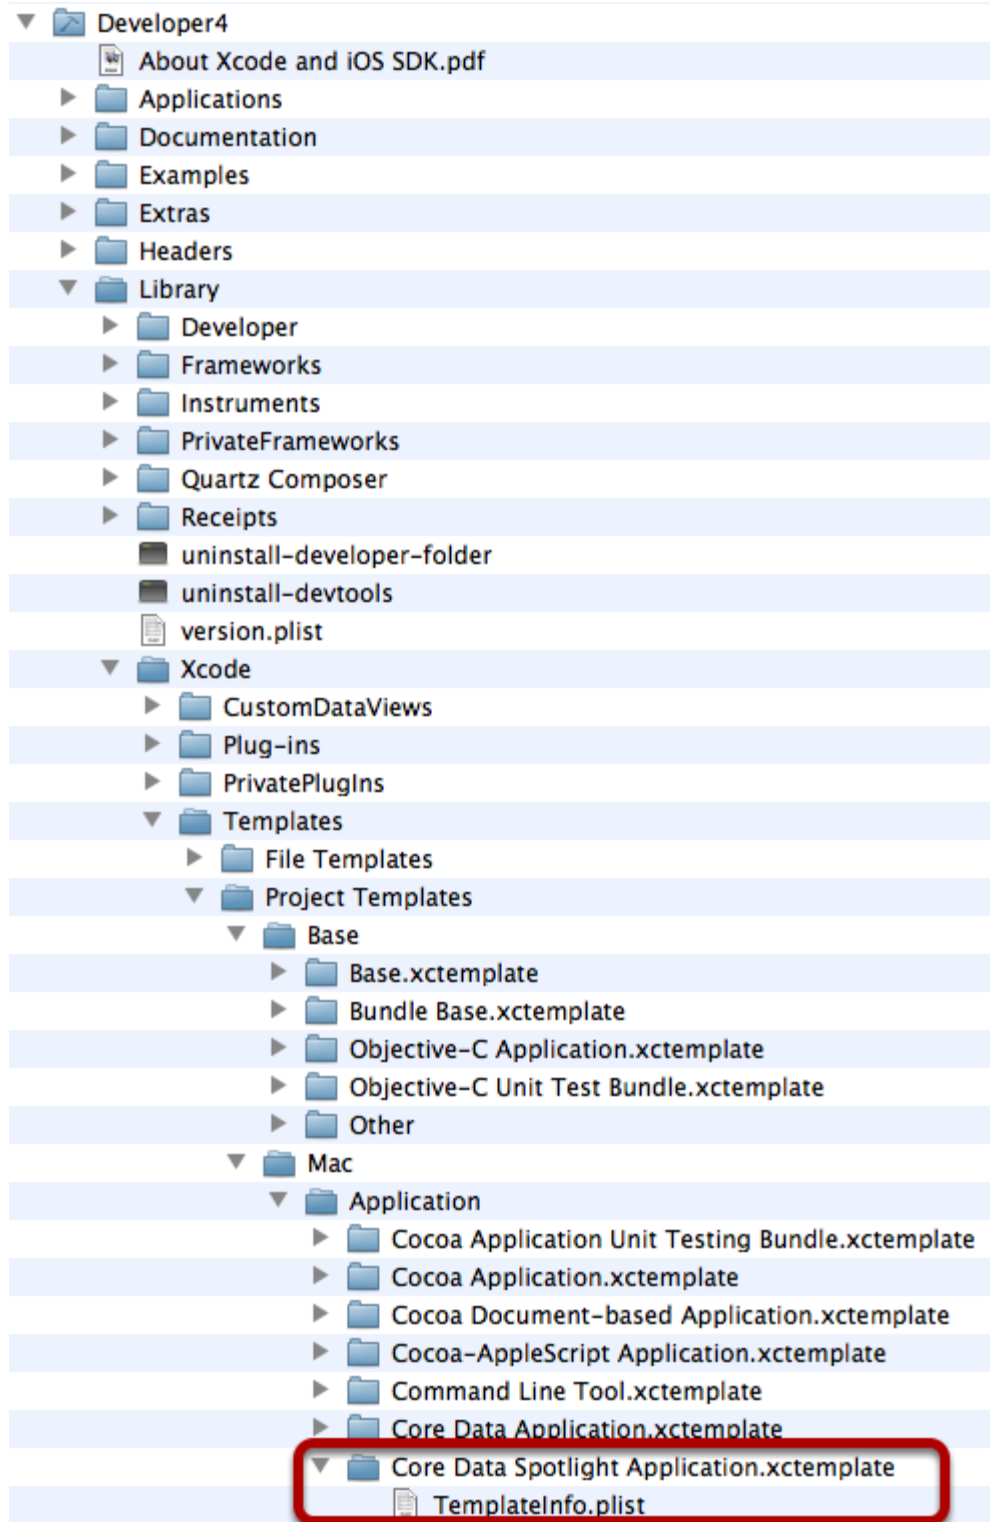 Developer4
About Xcode and iOS SDK.pdf
Applications
Documentation
Examples
Extras
Headers
Library
Developer
Frameworks
Instruments
PrivateFrameworks
Quartz Composer
Receipts
uninstall-developer-folder
uninstall-devtools
version.plist
Xcode
CustomDataViews
Plug-ins
PrivatePlugIns
Templates
File Templates
Project Templates
Base
Base.xctemplate
Bundle Base.xctemplate
Objective-C Application.xctemplate
Objective-C Unit Test Bundle.xctemplate
Other
Mac
Application
Cocoa Application Unit Testing Bundle.xctemplate
Cocoa Application.xctemplate
Cocoa Document-based Application.xctemplate
Cocoa-AppleScript Application.xctemplate
Command Line Tool.xctemplate
Core Data Application.xctemplate
Core Data Spotlight Application.xctemplate
TemplateInfo.plist